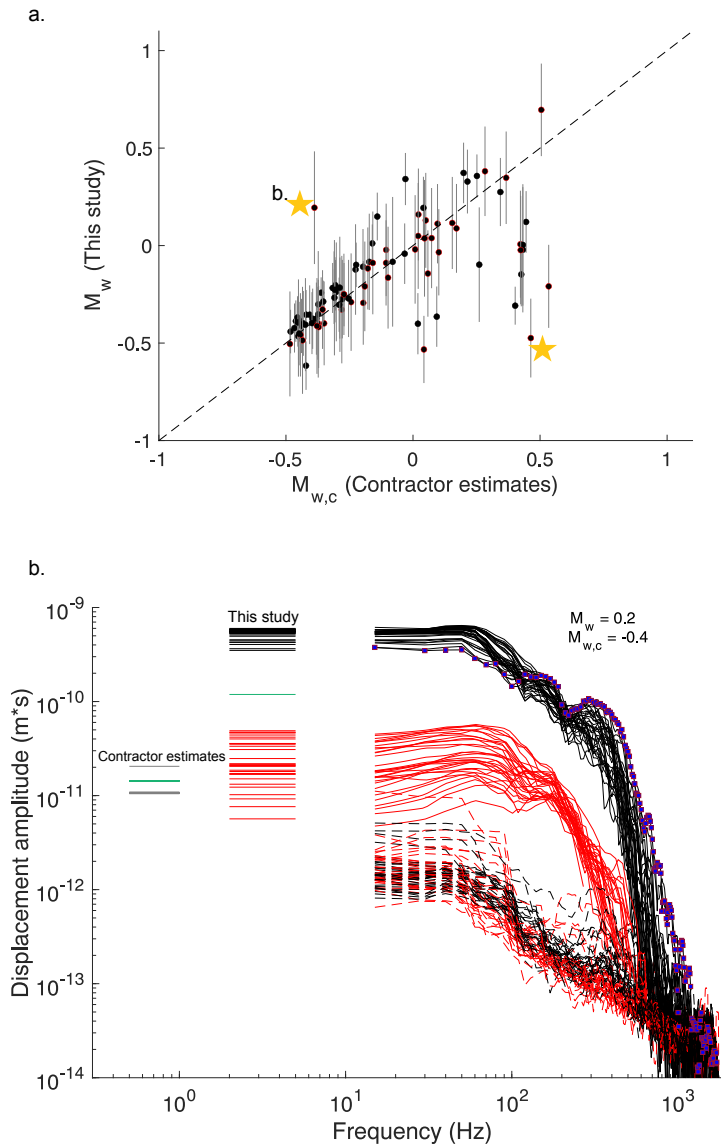 a.
1
0.5
0
-0.5
-1
M_w (This study)
b.
-1
-0.5
0
0.5
1
M_w,c (Contractor estimates)
b.
10^-9
10^-10
10^-11
10^-12
10^-13
10^-14
Displacement amplitude (m*s)
This study
Contractor estimates
M_w = 0.2
M_w,c = -0.4
10^0
10^1
10^2
10^3
Frequency (Hz)